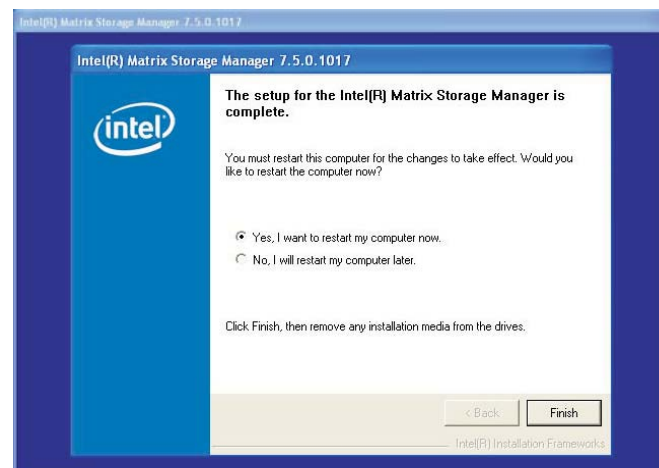 Intel(R) Matrix Storage Manager 7.5.0.1017
Intel(R) Matrix Storage Manager 7.5.0.1017
intel
The setup for the Intel(R) Matrix Storage Manager is
complete.
You must restart this computer for the changes to take effect. Would you
like to restart the computer now?
Yes, I want to restart my computer now.
No, I will restart my computer later.
Click Finish, then remove any installation media from the drives.
< Back
Finish
Intel(R) Installation Frameworks